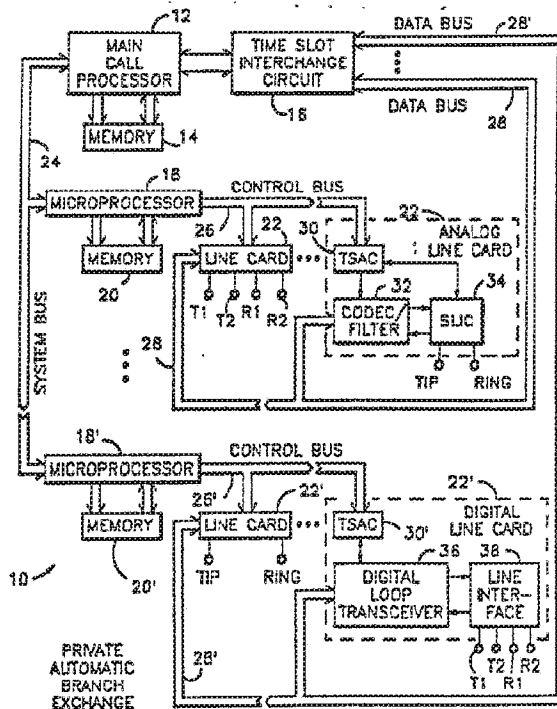 12
MAIN
CALL
PROCESSOR
TIME SLOT
INTERCHANGE
CIRCUIT
16
DATA BUS
28'
DATA BUS
28
MEMORY
14
24
18
MICROPROCESSOR
CONTROL BUS
26
22
MEMORY
20
LINE CARD
T1
T2
R1
R2
30
TSAC
22
ANALOG
LINE CARD
32
34
CODEC
FILTER
SLIC
TIP
RING
28
SYSTEM BUS
18'
MICROPROCESSOR
CONTROL BUS
26'
22'
MEMORY
20'
LINE CARD
TIP
RING
TSAC
30'
22'
DIGITAL
LINE CARD
36
38
DIGITAL
LOOP
TRANSCEIVER
LINE
INTER-
FACE
T1
T2
R1
R2
10
28'
PRIVATE
AUTOMATIC
BRANCH
EXCHANGE